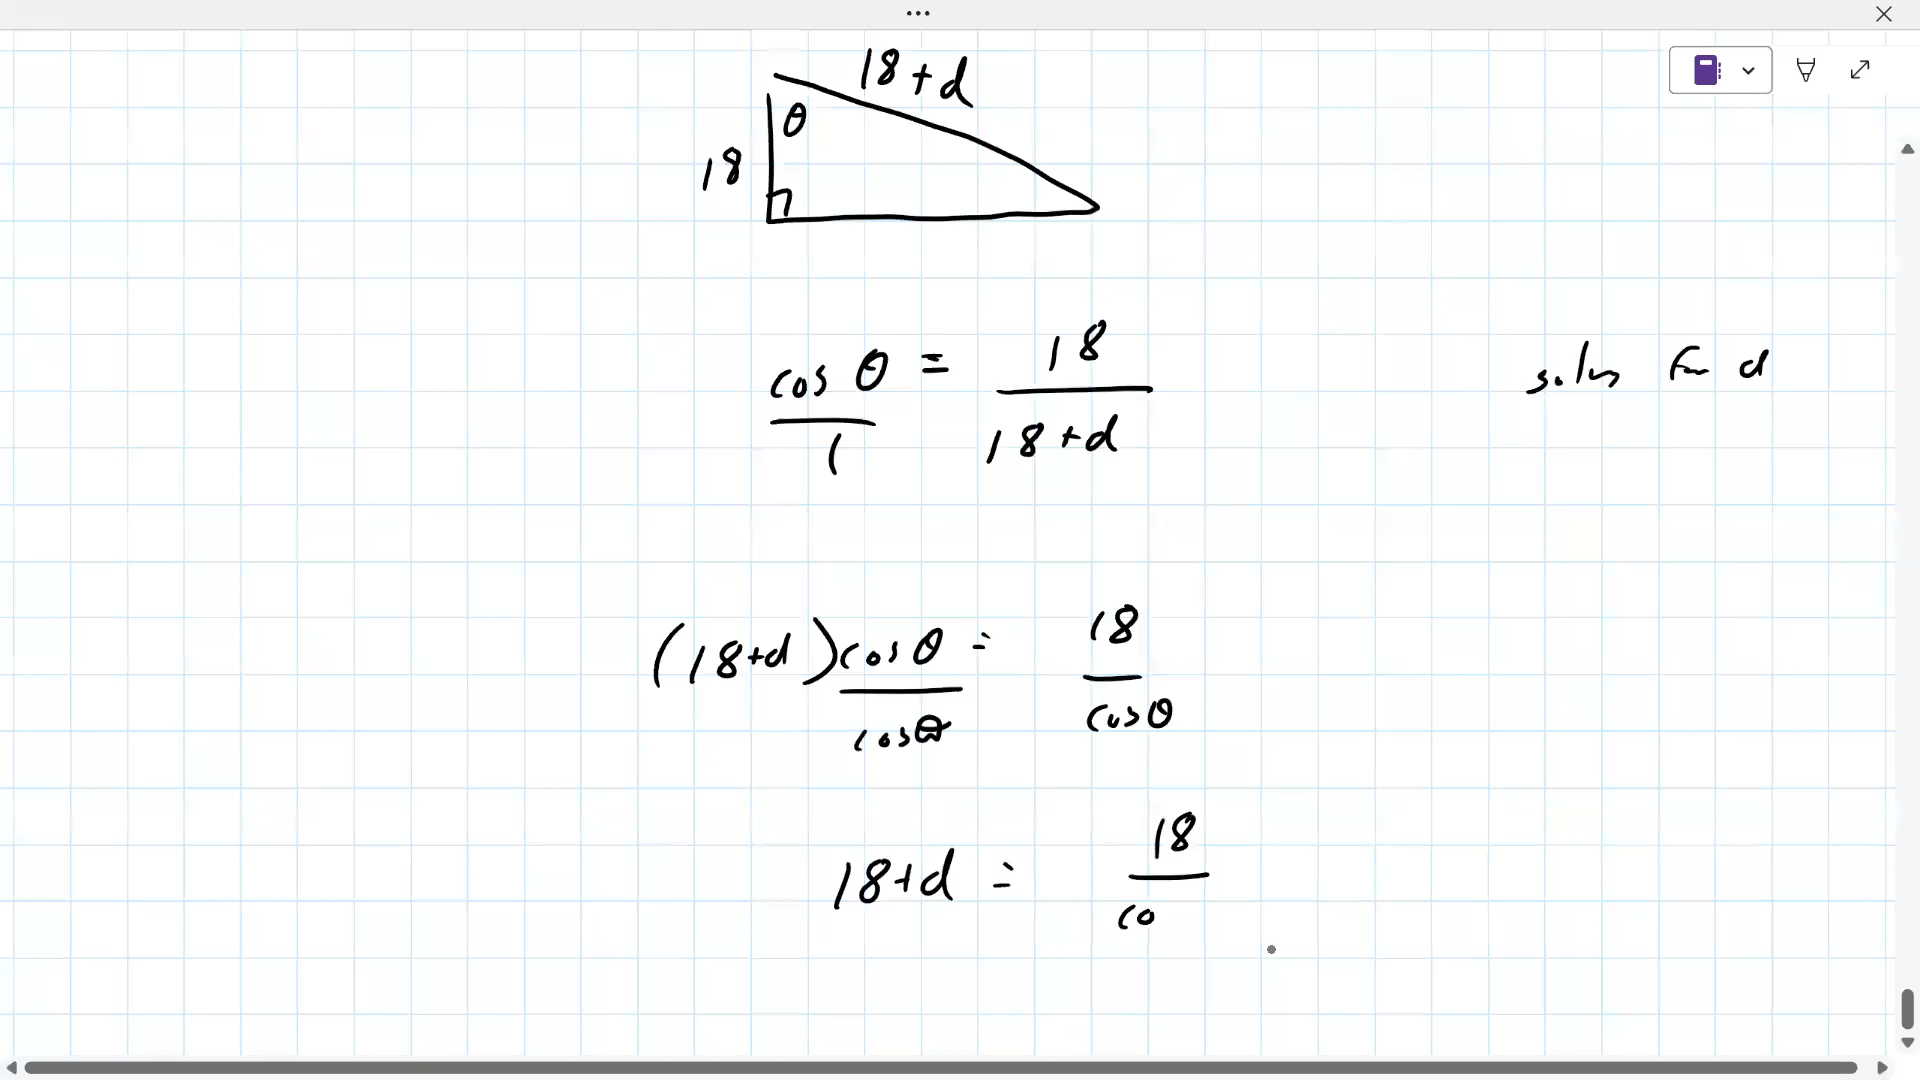 18+d
θ
18
cos θ = 18
1 18+d
solve for d
(18+d) cos θ = 18
cos θ cos θ
18+d = 18
co